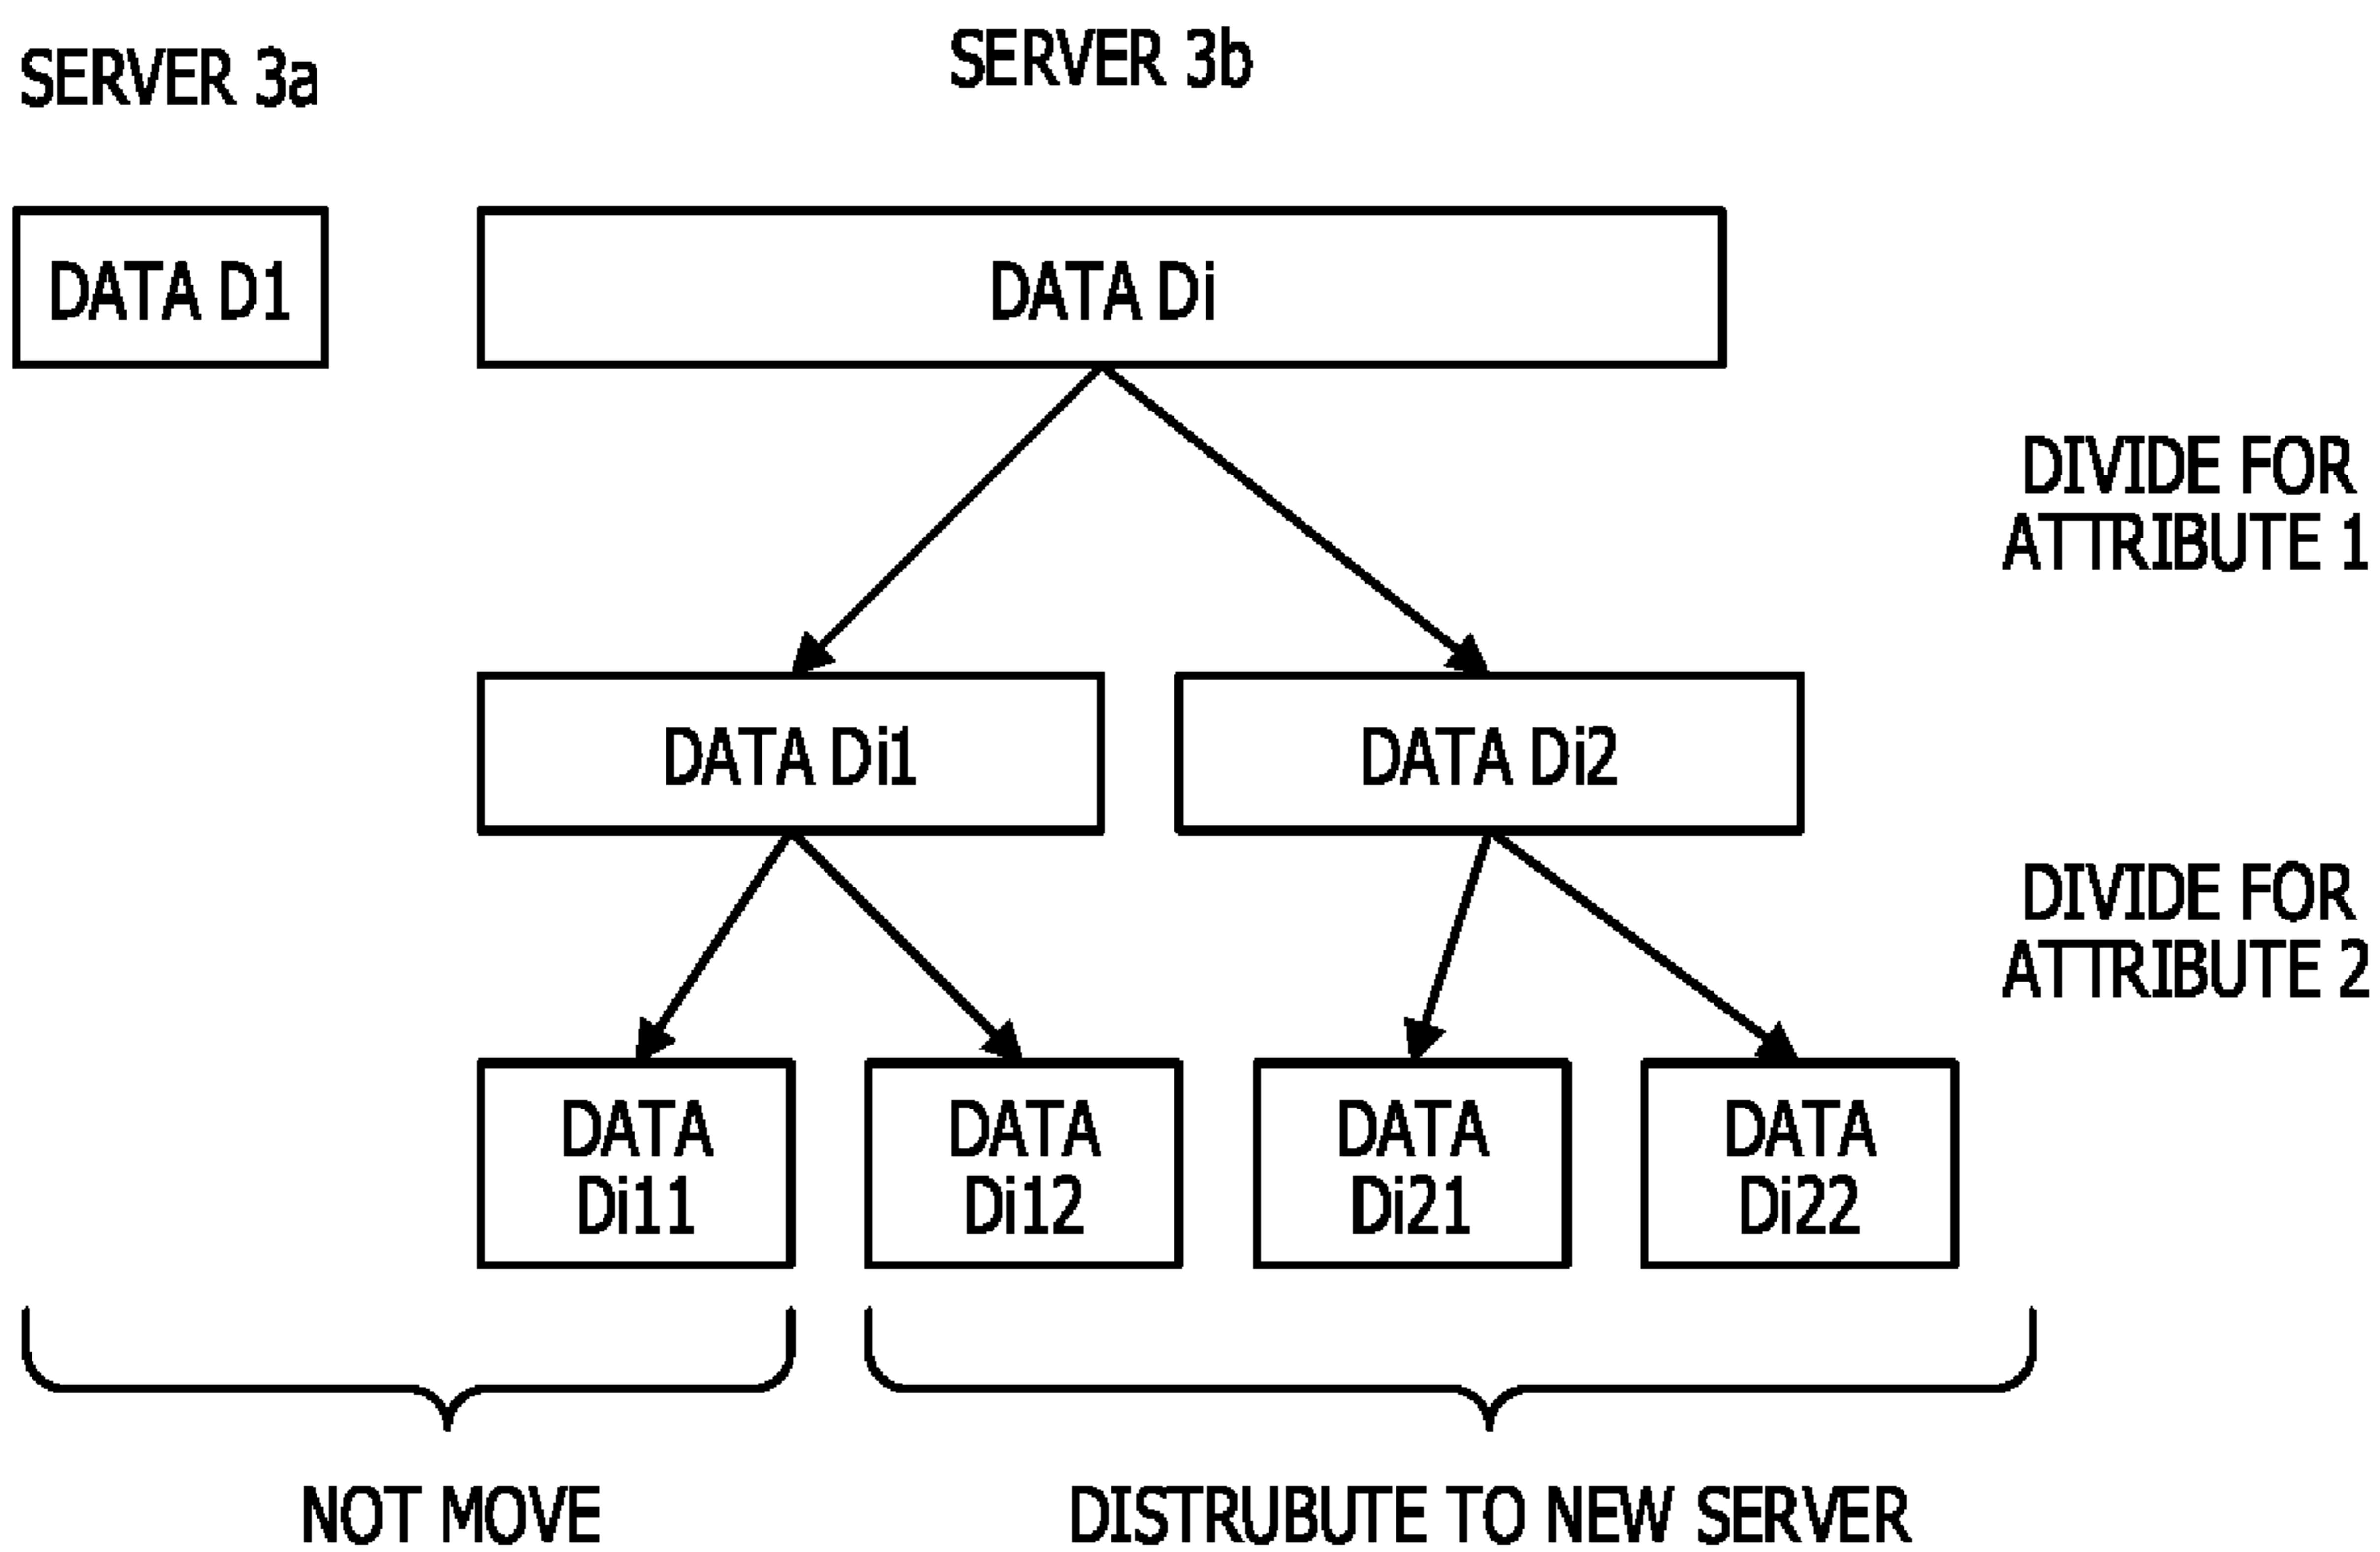 SERVER 3a
SERVER 3b
DATA D1
DATA Di
DIVIDE FOR
ATTRIBUTE 1
DATA Di1
DATA Di2
DIVIDE FOR
ATTRIBUTE 2
DATA
Di11
DATA
Di12
DATA
Di21
DATA
Di22
NOT MOVE
DISTRUBUTE TO NEW SERVER